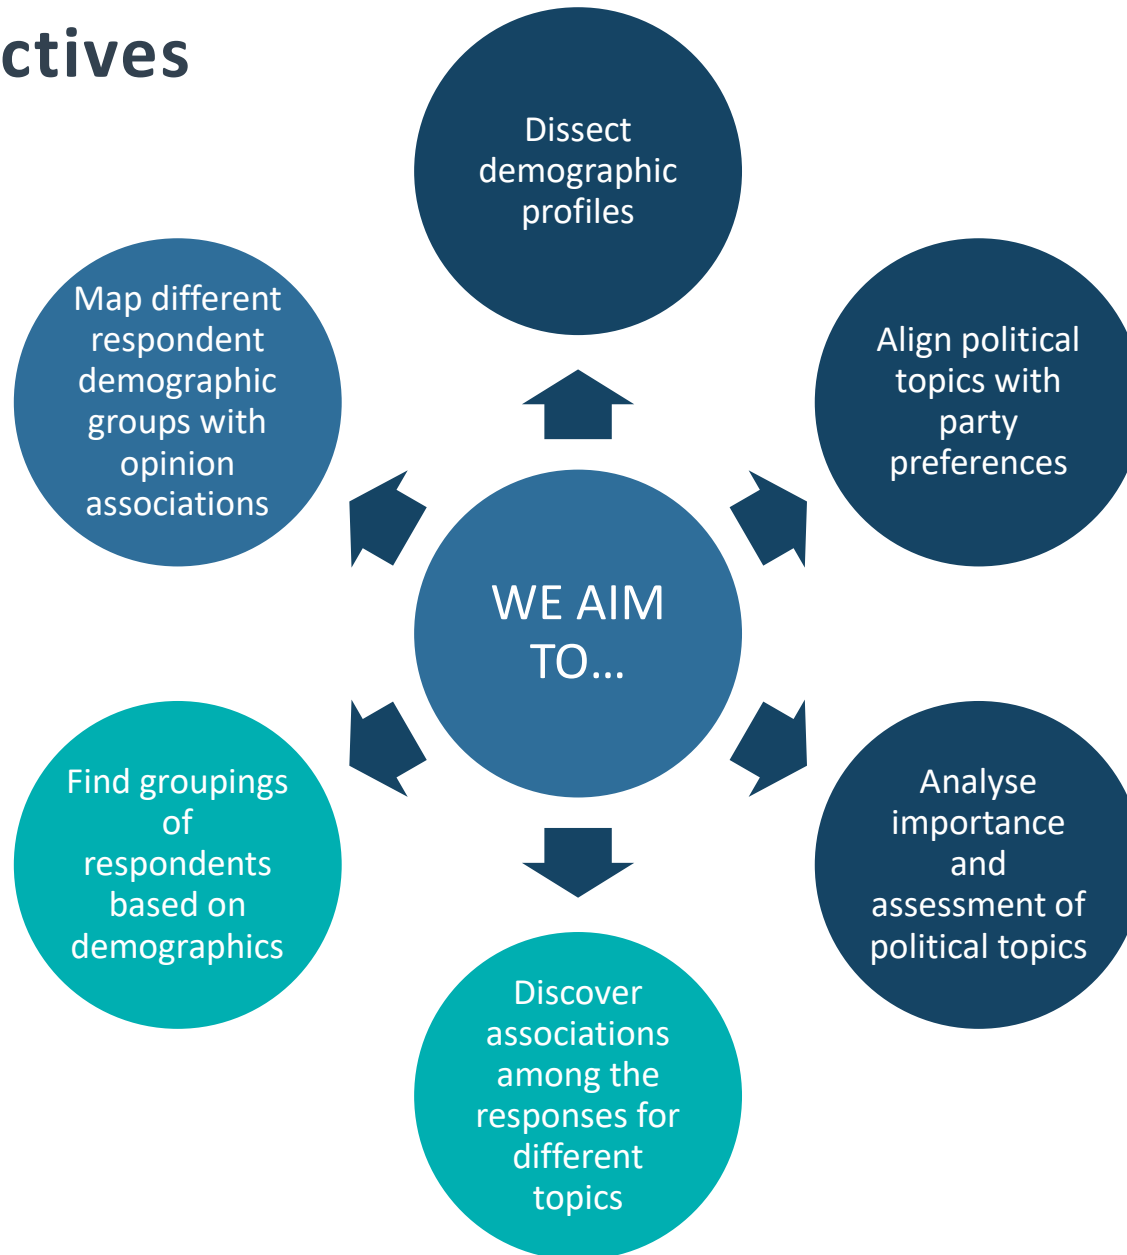 ctives
Dissect
demographic
profiles
Map different
respondent
demographic
groups with
opinion
associations
Align political
topics with
party
preferences
WE AIM
TO…
Find groupings
of
respondents
based on
demographics
Analyse
importance
and
assessment of
political topics
Discover
associations
among the
responses for
different
topics